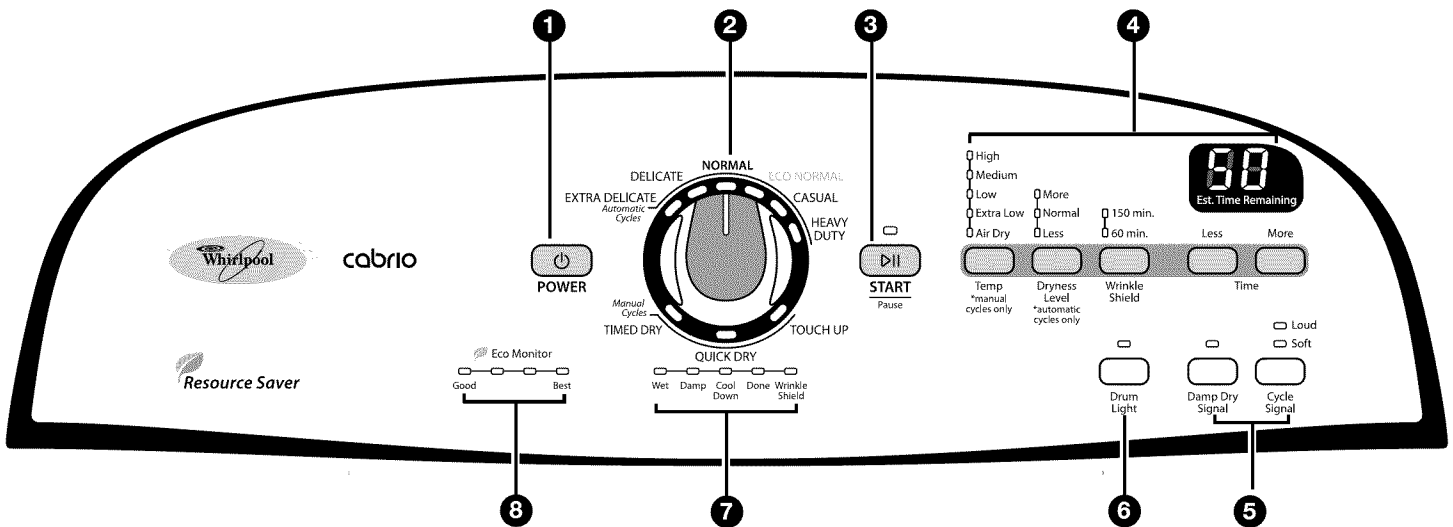 1
2
3
4
NORMAL
DELICATE
ECO NORMAL
EXTRA DELICATE
CASUAL
Automatic
Cycles
HEAVY
DUTY
Whirlpool
cabrio
POWER
START
Pause
Manual
Cycles
TIMED DRY
TOUCH UP
QUICK DRY
High
Medium
Low
Extra Low
Air Dry
More
Normal
Less
150 min.
60 min.
50
Est. Time Remaining
Less
More
Temp
*manual
cycles only
Dryness
Level
*automatic
cycles only
Wrinkle
Shield
Time
Resource Saver
Eco Monitor
Good
Best
Wet
Damp
Cool
Down
Done
Wrinkle
Shield
Loud
Soft
Drum
Light
Damp Dry
Signal
Cycle
Signal
8
7
6
5